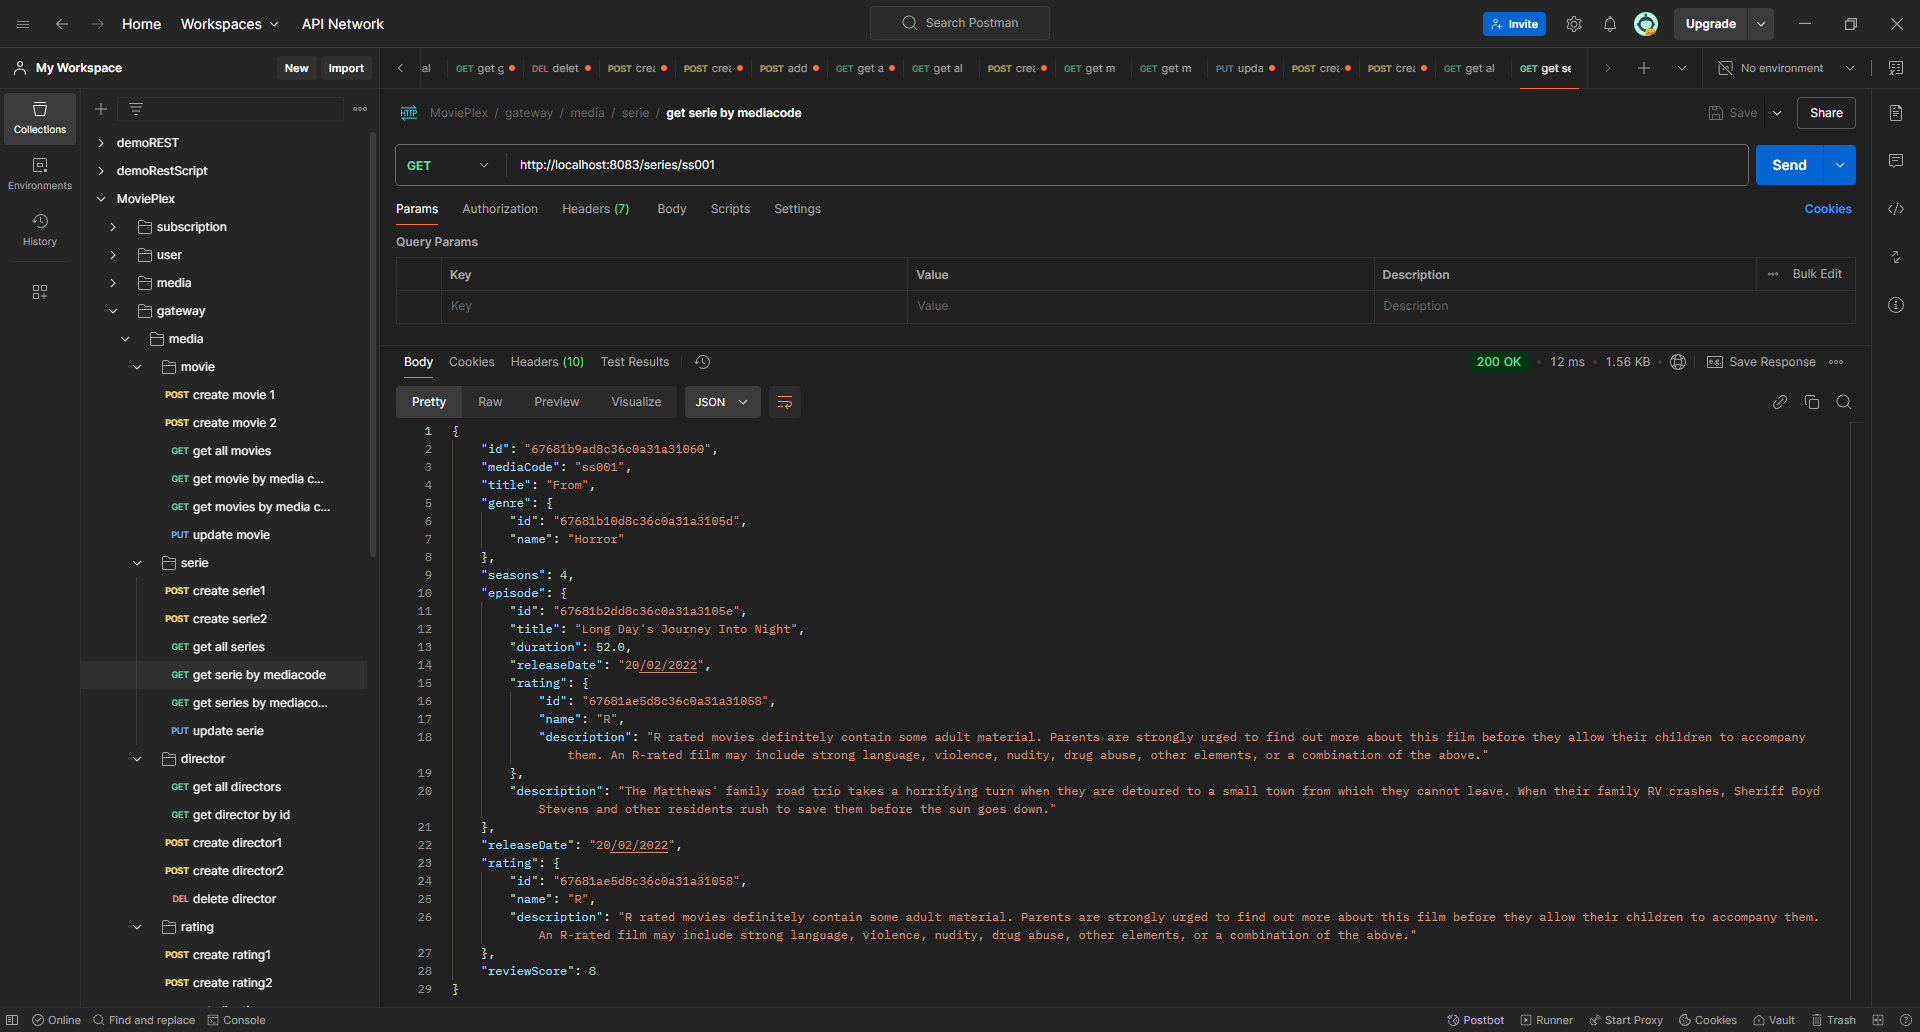 Home
Workspaces
API Network
Search Postman
Invite
Upgrade
My Workspace
New
Import
al
GET get g
DEL delet
POST crea
POST crea
POST add
GET get a
GET get al
POST crea
GET get m
GET get m
PUT upda
POST crea
POST crea
GET get al
GET get se
No environment
Collections
Environments
History
demoREST
demoRestScript
MoviePlex
subscription
user
media
gateway
media
movie
POST create movie 1
POST create movie 2
GET get all movies
GET get movie by media c...
GET get movies by media c...
PUT update movie
serie
POST create serie1
POST create serie2
GET get all series
GET get serie by mediacode
GET get series by mediaco...
PUT update serie
director
GET get all directors
GET get director by id
POST create director1
POST create director2
DEL delete director
rating
POST create rating1
POST create rating2
HTTP MoviePlex / gateway / media / serie / get serie by mediacode
Save
Share
GET
http://localhost:8083/series/ss001
Send
Params
Authorization
Headers (7)
Body
Scripts
Settings
Cookies
Query Params
Key
Value
Description
Bulk Edit
Key
Value
Description
Body
Cookies
Headers (10)
Test Results
200 OK
12 ms
1.56 KB
e.g. Save Response
Pretty
Raw
Preview
Visualize
JSON
1 {
2 "id": "67681b9ad8c36c0a31a31060",
3 "mediaCode": "ss001",
4 "title": "From",
5 "genre": {
6 "id": "67681b10d8c36c0a31a3105d",
7 "name": "Horror"
8 },
9 "seasons": 4,
10 "episode": {
11 "id": "67681b2dd8c36c0a31a3105e",
12 "title": "Long Day's Journey Into Night",
13 "duration": 52.0,
14 "releaseDate": "20/02/2022",
15 "rating": {
16 "id": "67681ae5d8c36c0a31a31058",
17 "name": "R",
18 "description": "R rated movies definitely contain some adult material. Parents are strongly urged to find out more about this film before they allow their children to accompany
them. An R-rated film may include strong language, violence, nudity, drug abuse, other elements, or a combination of the above."
19 },
20 "description": "The Matthews' family road trip takes a horrifying turn when they are detoured to a small town from which they cannot leave. When their family RV crashes, Sheriff Boyd
Stevens and other residents rush to save them before the sun goes down."
21 },
22 "releaseDate": "20/02/2022",
23 "rating": {
24 "id": "67681ae5d8c36c0a31a31058",
25 "name": "R",
26 "description": "R rated movies definitely contain some adult material. Parents are strongly urged to find out more about this film before they allow their children to accompany them.
An R-rated film may include strong language, violence, nudity, drug abuse, other elements, or a combination of the above."
27 },
28 "reviewScore": 8
29 }
Online
Find and replace
Console
Postbot
Runner
Start Proxy
Cookies
Vault
Trash